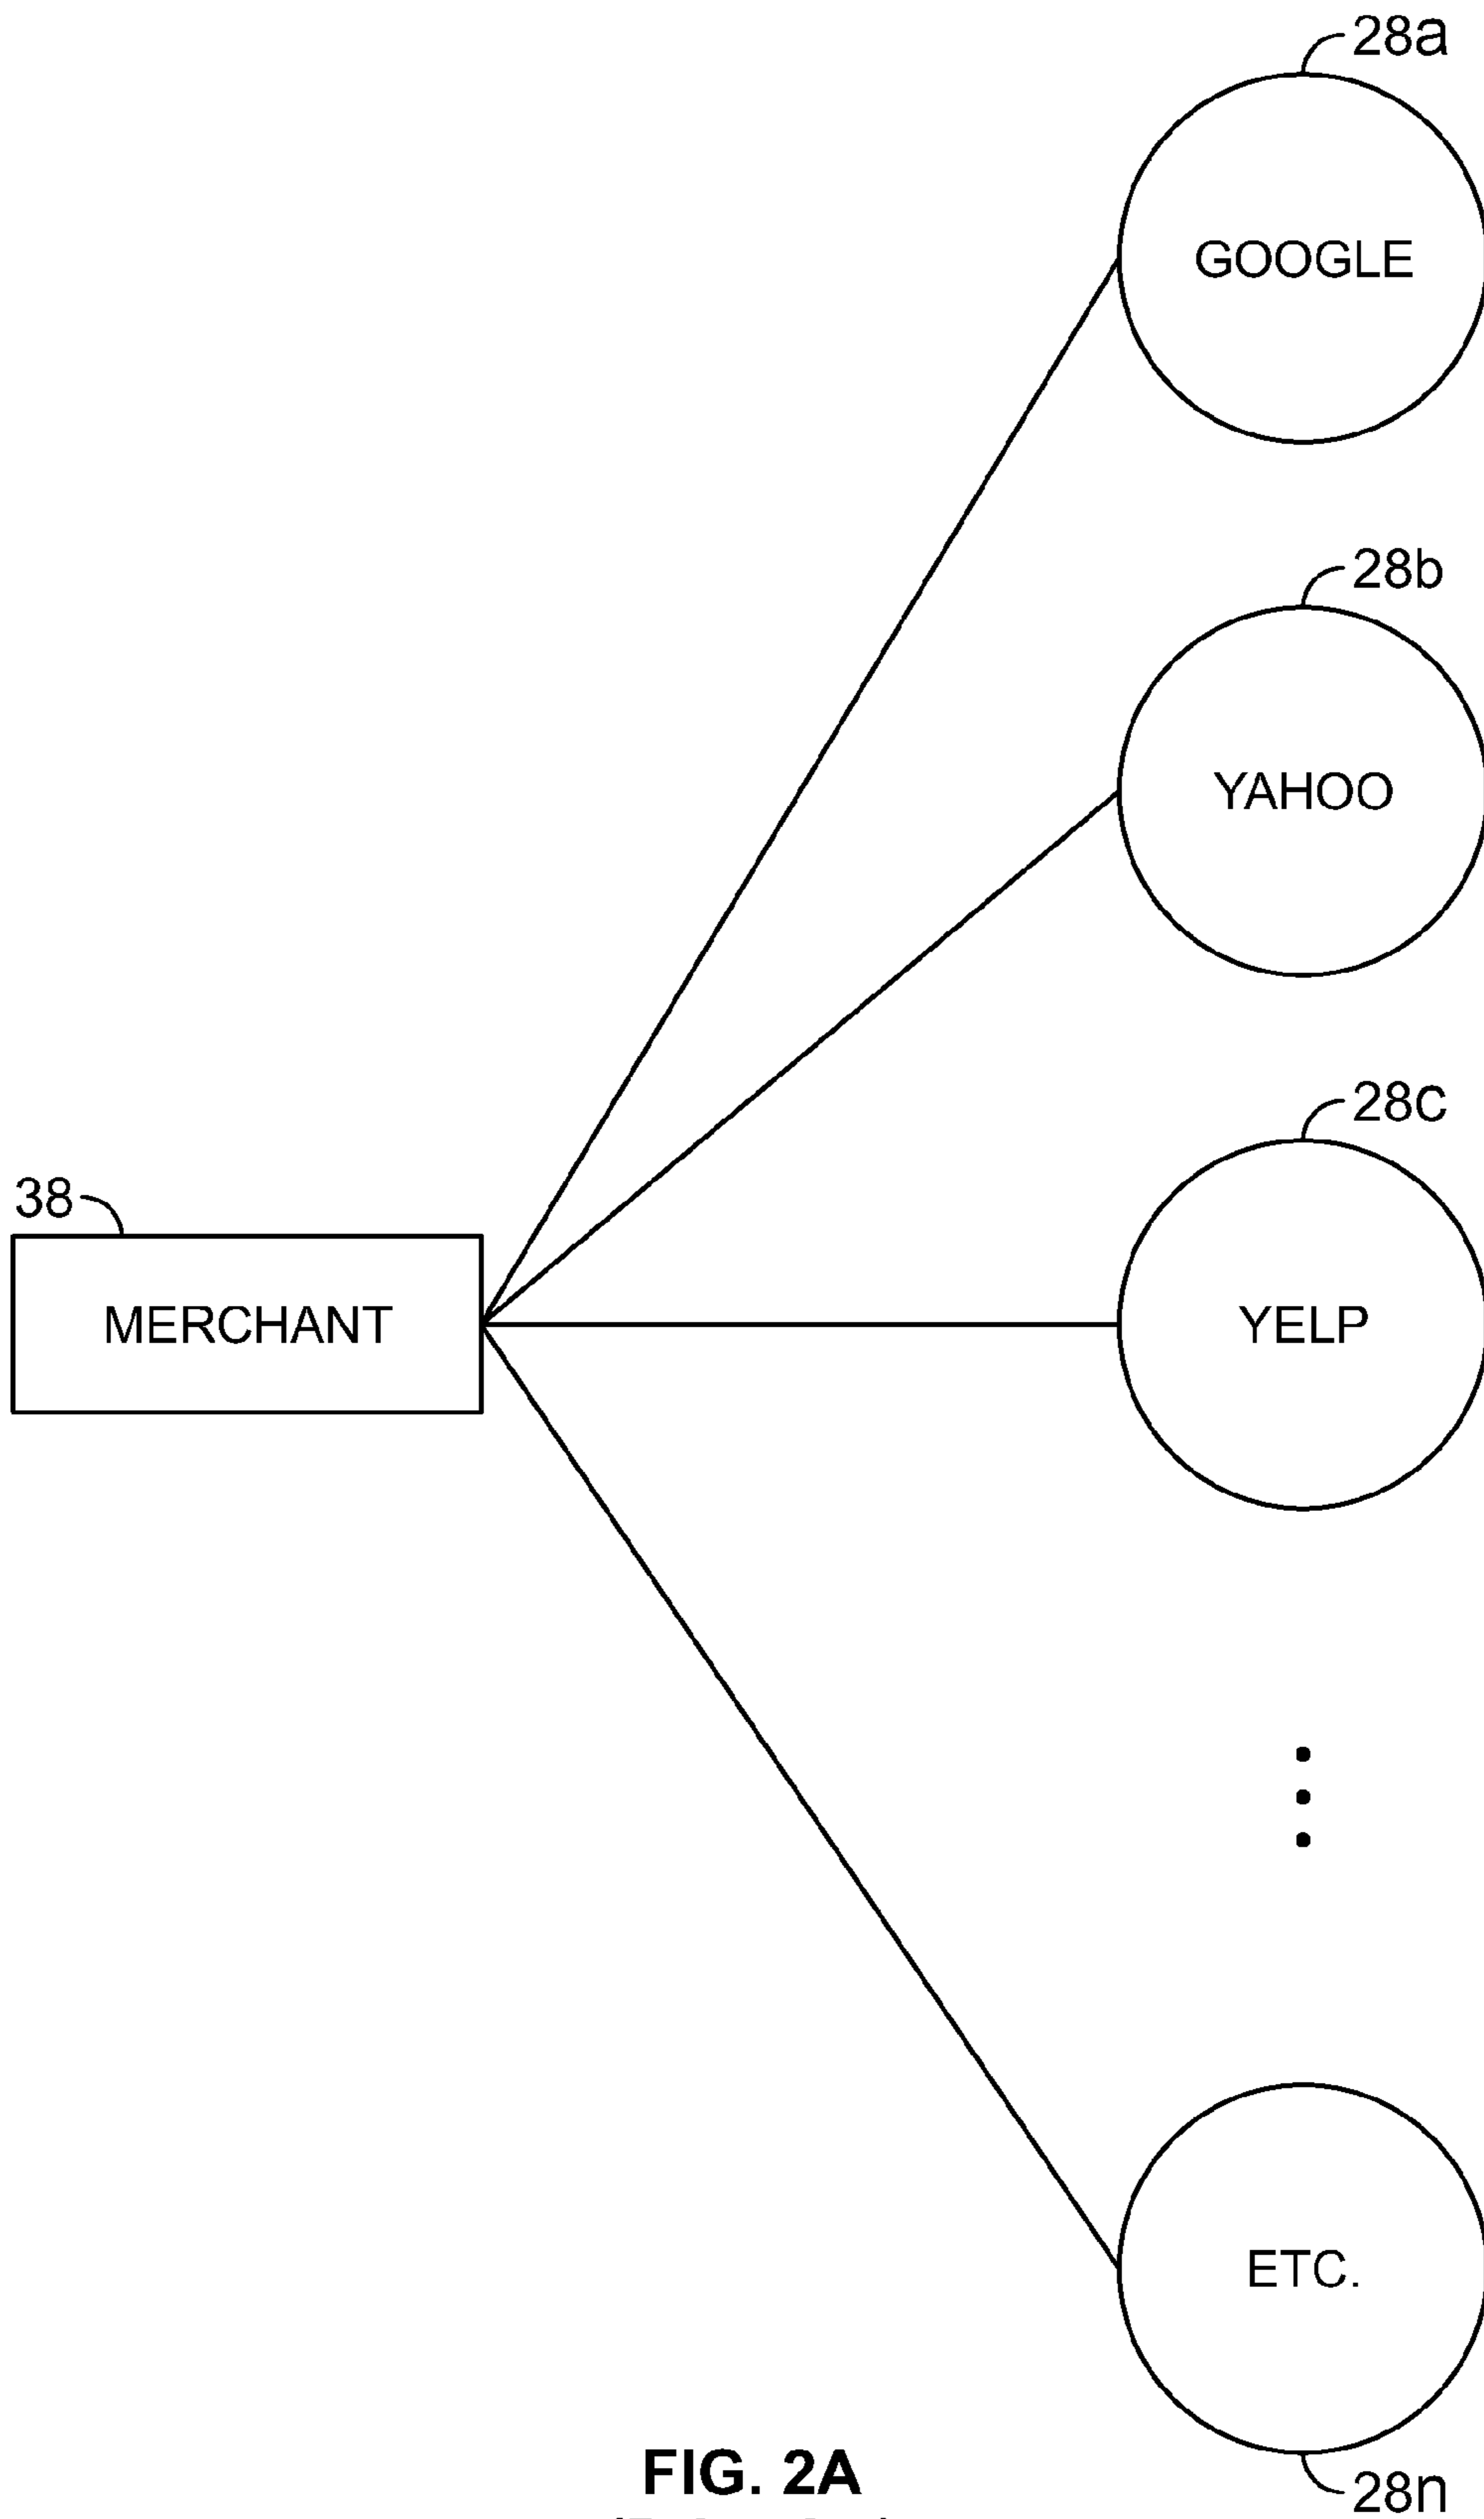 28a
GOOGLE
28b
YAHOO
28c
38
MERCHANT
YELP
ETC.
FIG. 2A
28n